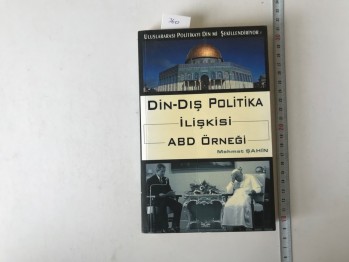 ULUSLARARASI POLİTİKAYI DİN Mİ ŞEKİLLENDİRİYOR
DİN-DIŞ POLİTİKA
İLİŞKİSİ
ABD ÖRNEĞİ
Mehmet ŞAHİN